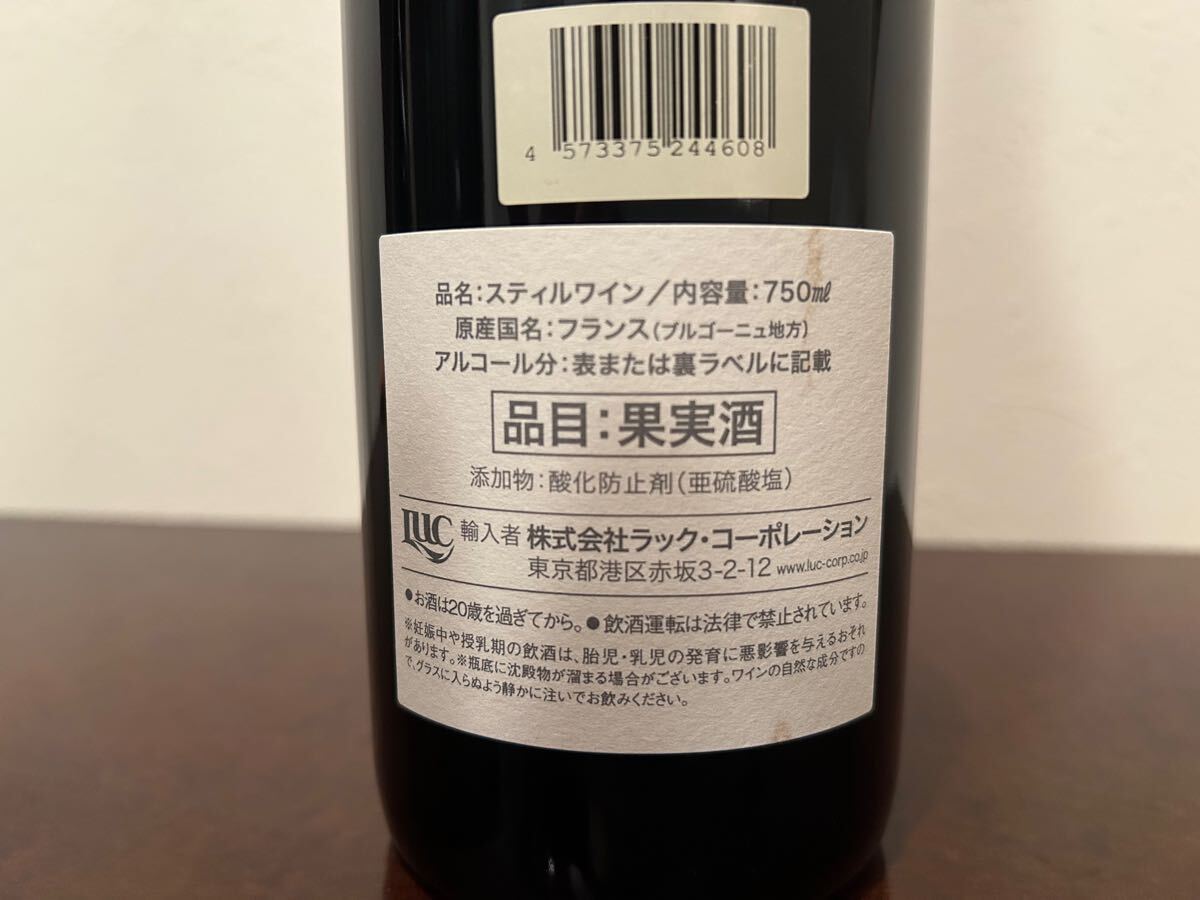 4 573375 244608
品名：スティルワイン／内容量：750mℓ
原産国名：フランス（ブルゴーニュ地方）
アルコール分：表または裏ラベルに記載
品目：果実酒
添加物：酸化防止剤（亜硫酸塩）
LUC 輸入者 株式会社ラック・コーポレーション
東京都港区赤坂3-2-12 www.luc-corp.co.jp
●お酒は20歳を過ぎてから。●飲酒運転は法律で禁止されています。
※妊娠中や授乳期の飲酒は、胎児・乳児の発育に悪影響を与えるおそれ
があります。※瓶底に沈殿物が溜まる場合がございます。ワインの自然な成分ですの
で、グラスに入らぬよう静かに注いでお飲みください。